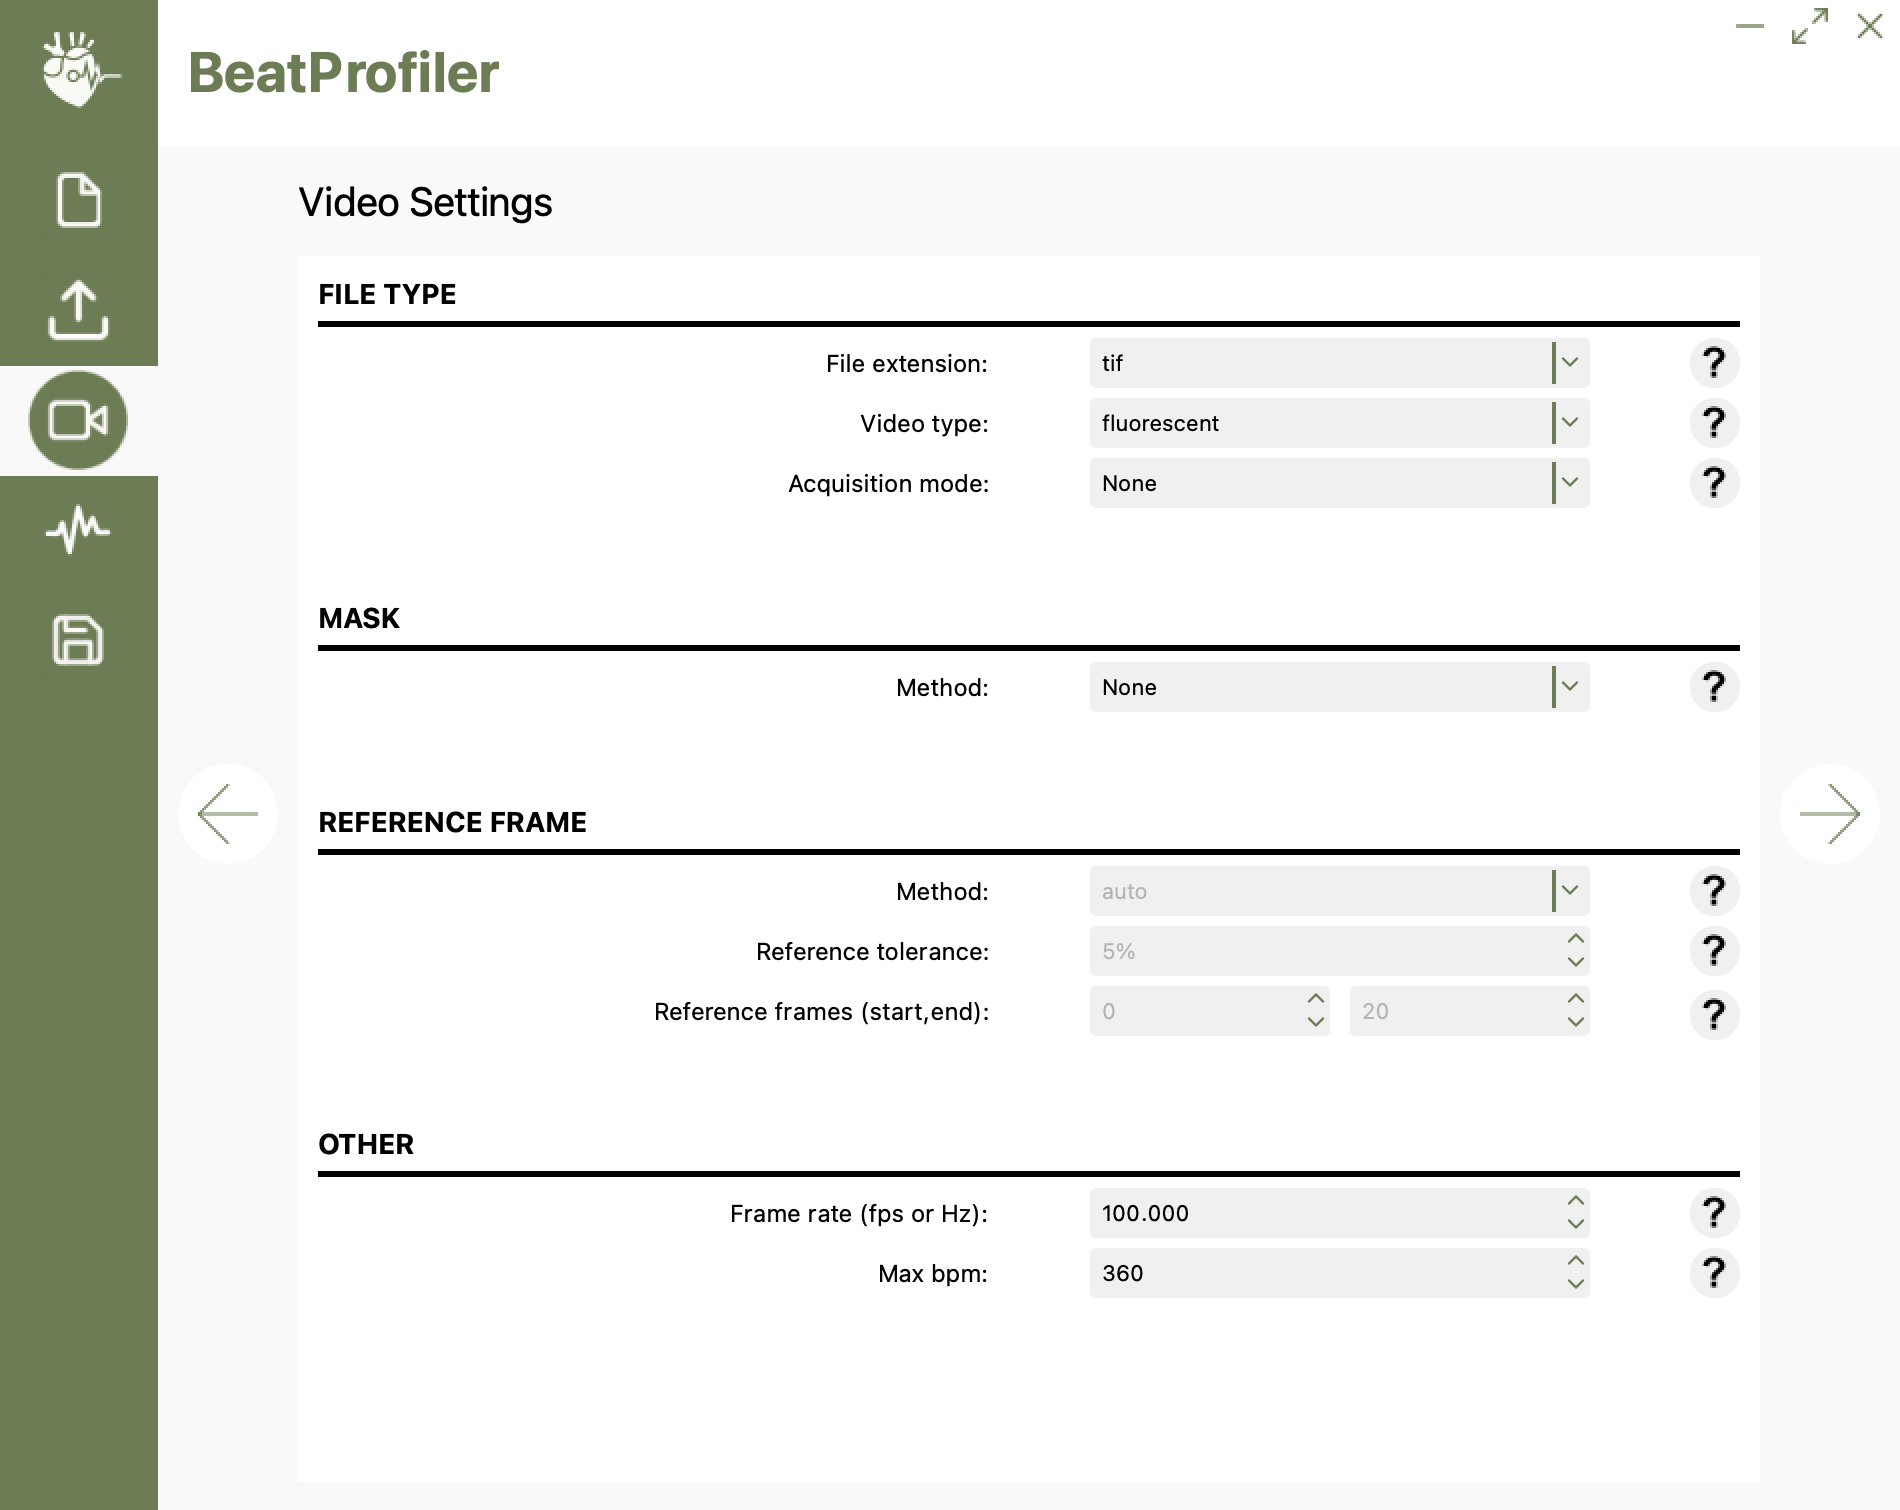 BeatProfiler
Video Settings
FILE TYPE
File extension: tif ?
Video type: fluorescent ?
Acquisition mode: None ?
MASK
Method: None ?
REFERENCE FRAME
Method: auto ?
Reference tolerance: 5% ?
Reference frames (start,end): 0 20 ?
OTHER
Frame rate (fps or Hz): 100.000 ?
Max bpm: 360 ?